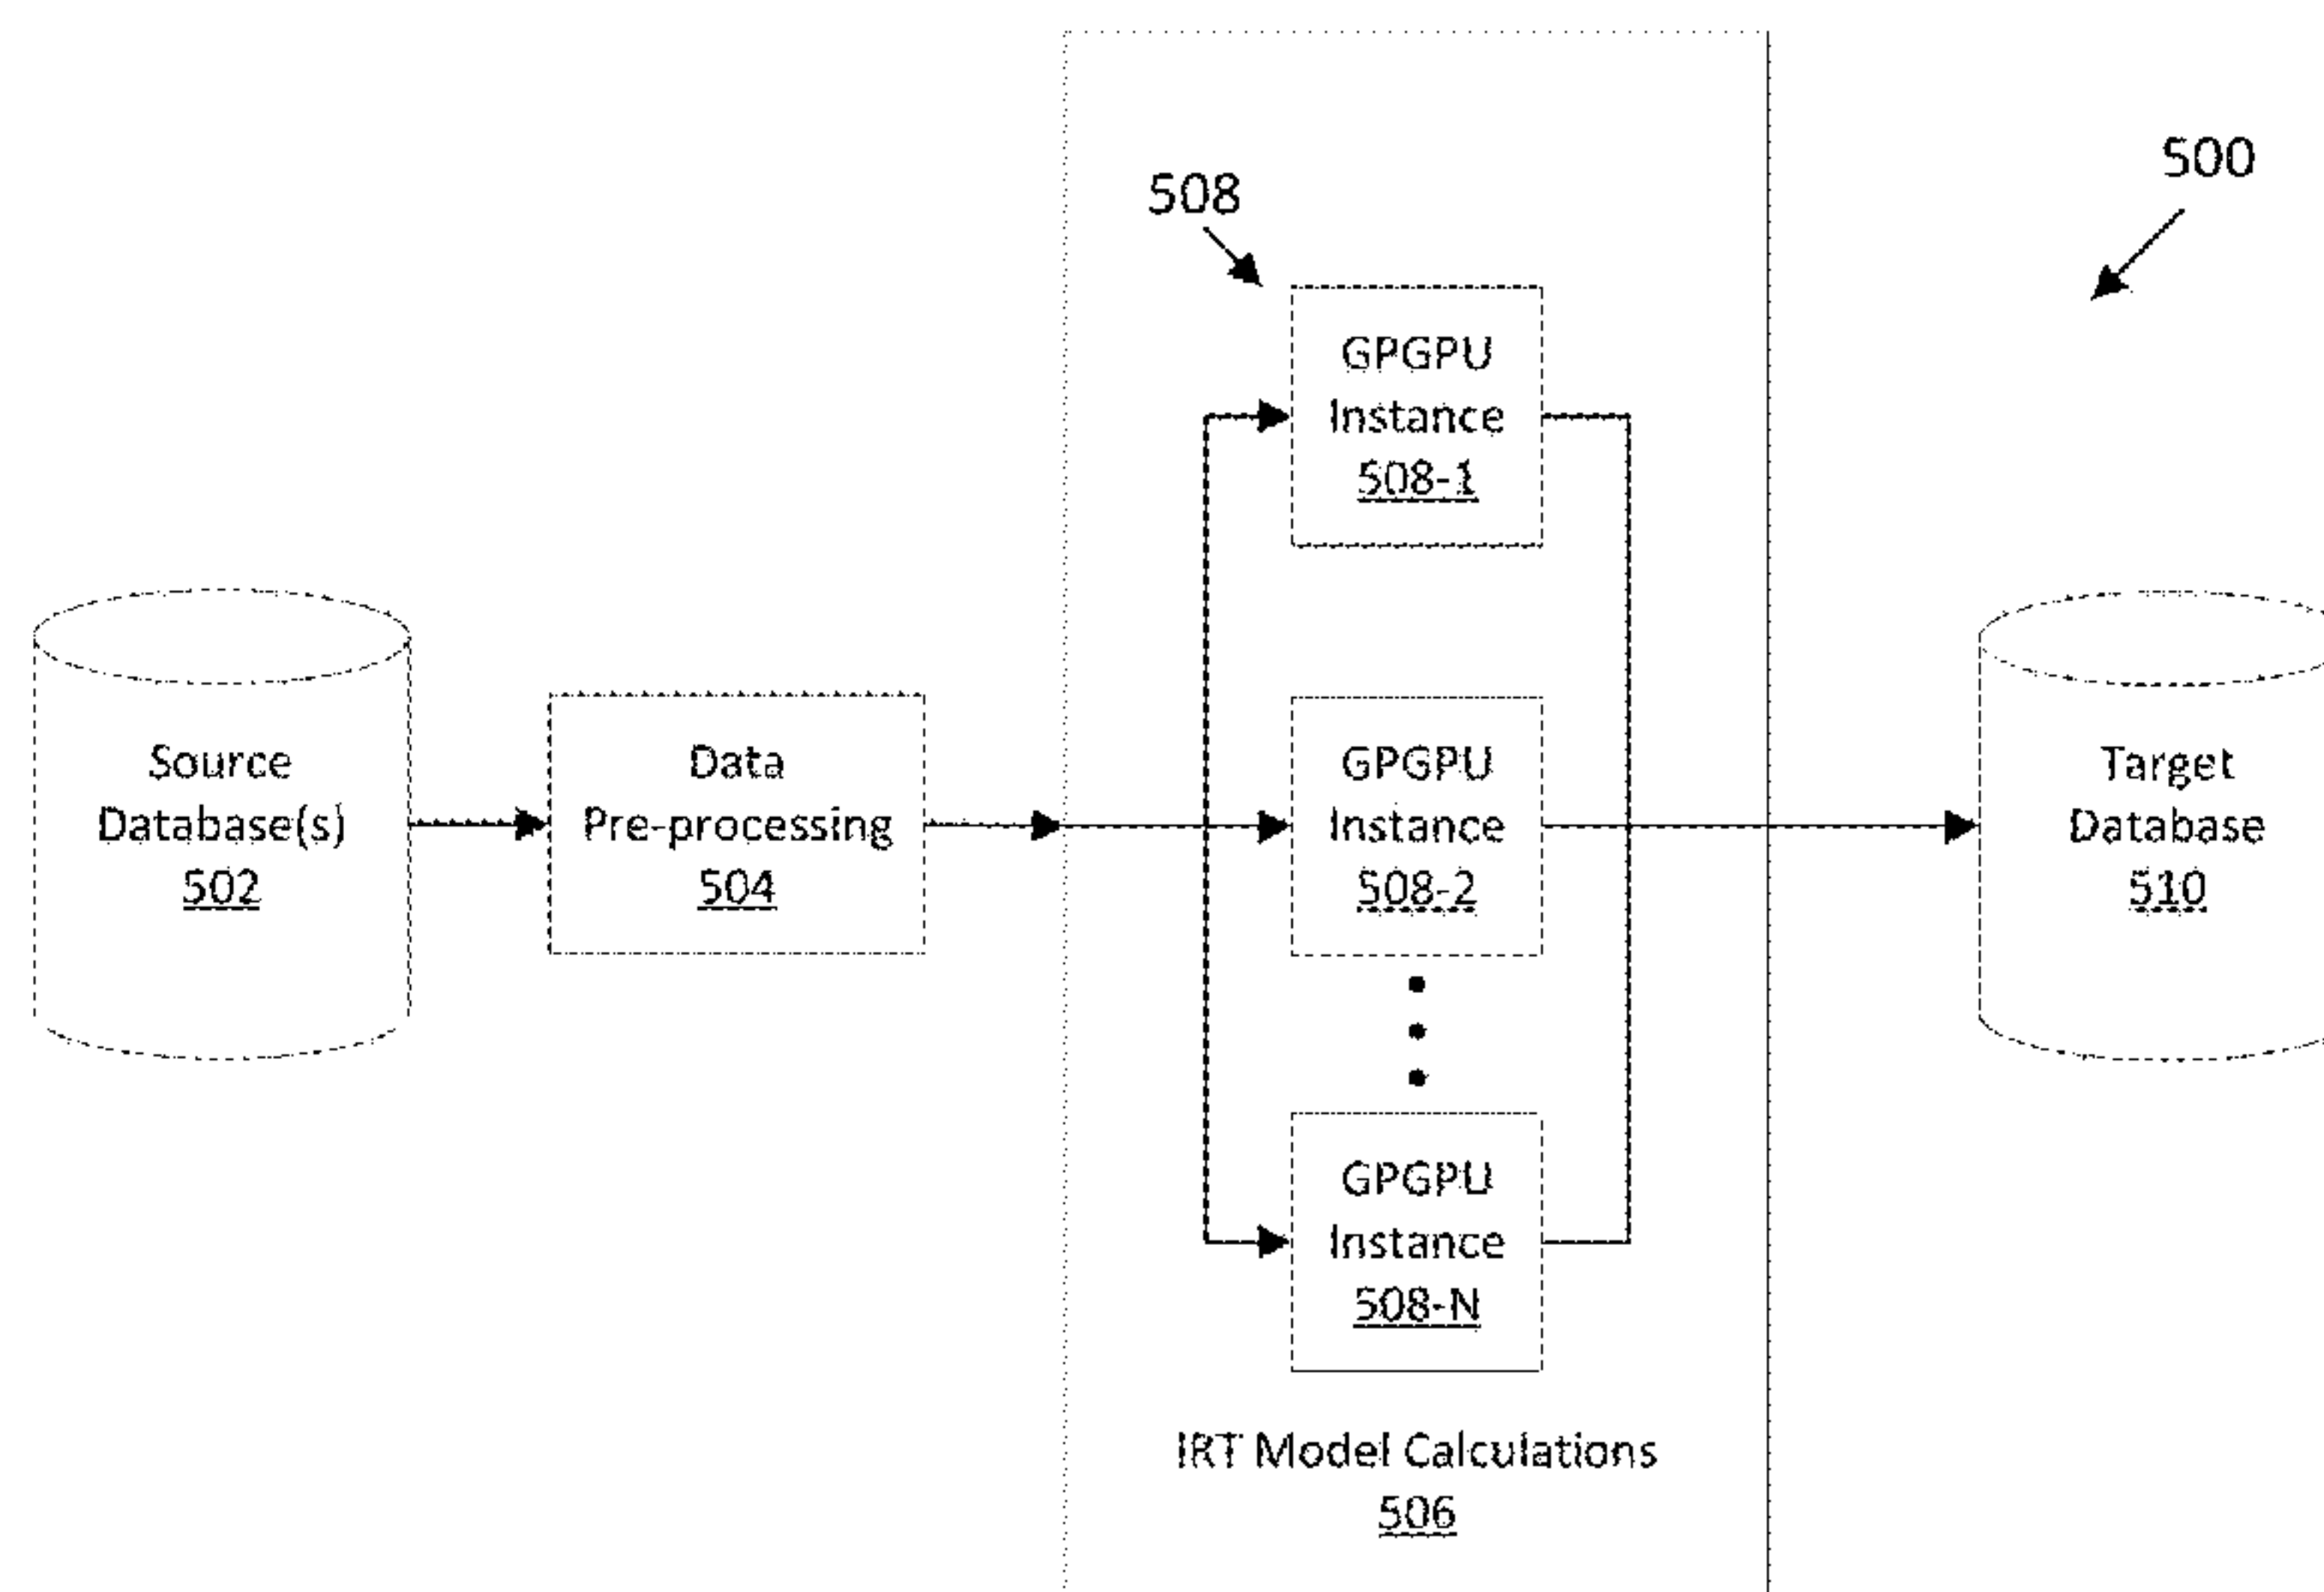 500
508
GPGPU
Instance
508-1
Source
Database(s)
502
Data
Pre-processing
504
GPGPU
Instance
508-2
Target
Database
510
GPGPU
Instance
508-N
IRT Model Calculations
506